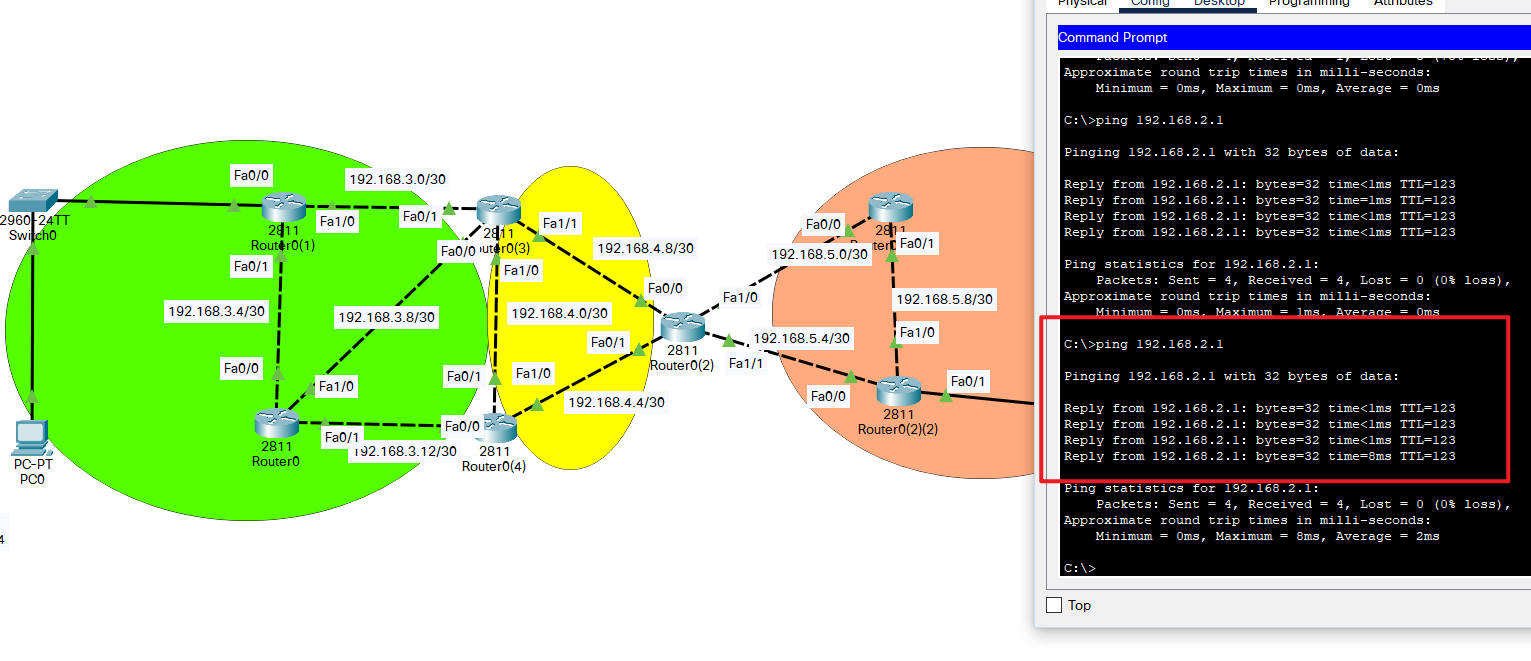 Physical Config Desktop Programming Attributes
Command Prompt
Approximate round trip times in milli-seconds:
Minimum = 0ms, Maximum = 0ms, Average = 0ms
C:\>ping 192.168.2.1
Pinging 192.168.2.1 with 32 bytes of data:
Reply from 192.168.2.1: bytes=32 time<1ms TTL=123
Reply from 192.168.2.1: bytes=32 time=1ms TTL=123
Reply from 192.168.2.1: bytes=32 time<1ms TTL=123
Reply from 192.168.2.1: bytes=32 time<1ms TTL=123
Ping statistics for 192.168.2.1:
Packets: Sent = 4, Received = 4, Lost = 0 (0% loss),
Approximate round trip times in milli-seconds:
Minimum = 0ms, Maximum = 1ms, Average = 0ms
C:\>ping 192.168.2.1
Pinging 192.168.2.1 with 32 bytes of data:
Reply from 192.168.2.1: bytes=32 time<1ms TTL=123
Reply from 192.168.2.1: bytes=32 time<1ms TTL=123
Reply from 192.168.2.1: bytes=32 time<1ms TTL=123
Reply from 192.168.2.1: bytes=32 time=8ms TTL=123
Ping statistics for 192.168.2.1:
Packets: Sent = 4, Received = 4, Lost = 0 (0% loss),
Approximate round trip times in milli-seconds:
Minimum = 0ms, Maximum = 8ms, Average = 2ms
C:\>
Top
2960-24TT
Switch0
PC-PT
PC0
4
Fa0/0
2811
Router0(1)
Fa1/0
Fa0/1
192.168.3.0/30
192.168.3.4/30
192.168.3.8/30
Fa0/0
Fa1/0
2811
Router0
Fa0/1
192.168.3.12/30
Fa0/1
2811
uter0(3)
Fa0/0
Fa1/0
Fa1/1
192.168.4.8/30
192.168.4.0/30
Fa0/1
Fa1/0
Fa0/0
2811
Router0(4)
192.168.4.4/30
Fa0/0
Fa0/1
2811
Router0(2)
Fa1/0
Fa1/1
192.168.5.0/30
192.168.5.4/30
Fa0/0
2811
Fa0/1
192.168.5.8/30
Fa1/0
Fa0/0
2811
Router0(2)(2)
Fa0/1